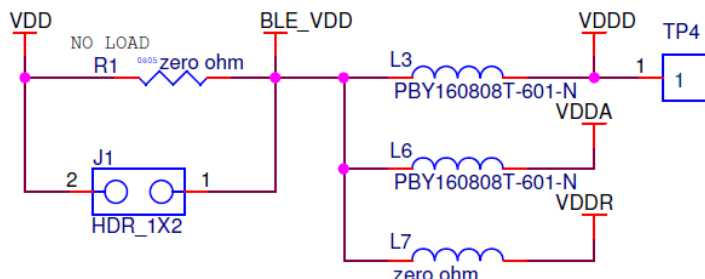 VDD
BLE_VDD
VDDD
TP4
NO LOAD
R1
0805
zero ohm
L3
1
1
PBY160808T-601-N
VDDA
J1
2
1
L6
HDR_1X2
PBY160808T-601-N
VDDR
L7
zero ohm